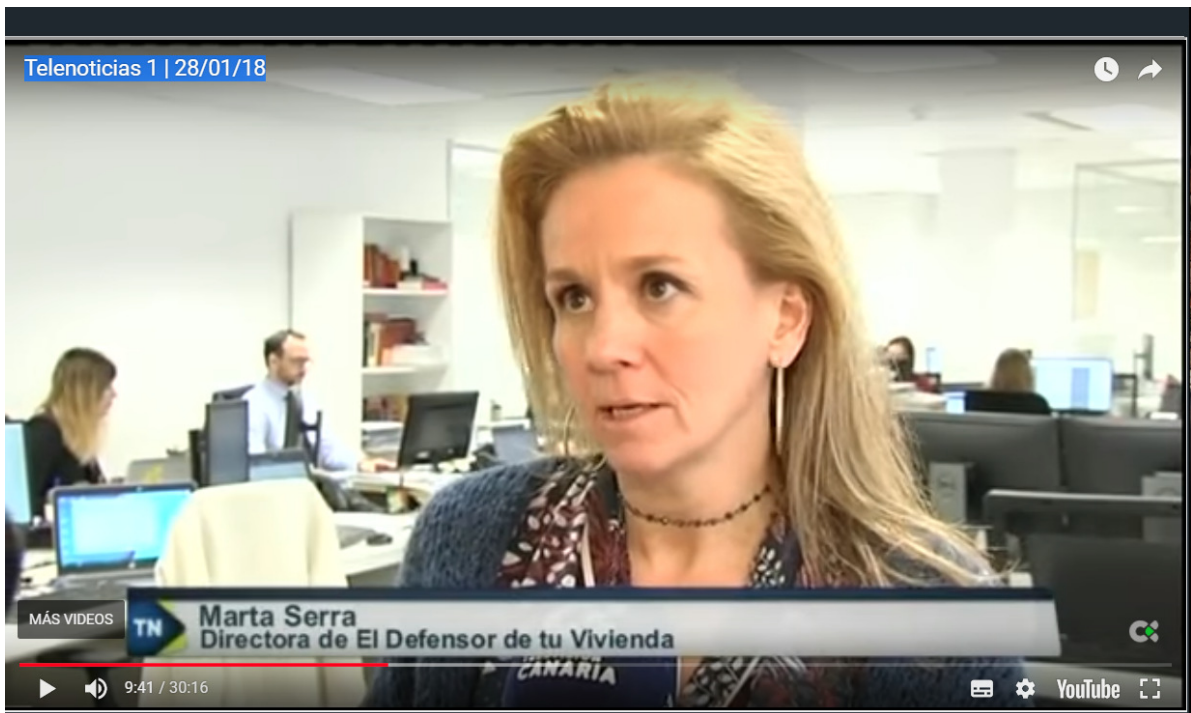 Telenoticias 1 | 28/01/18
MÁS VIDEOS
TN
Marta Serra
Directora de El Defensor de tu Vivienda
CANARIA
9:41 / 30:16
YouTube